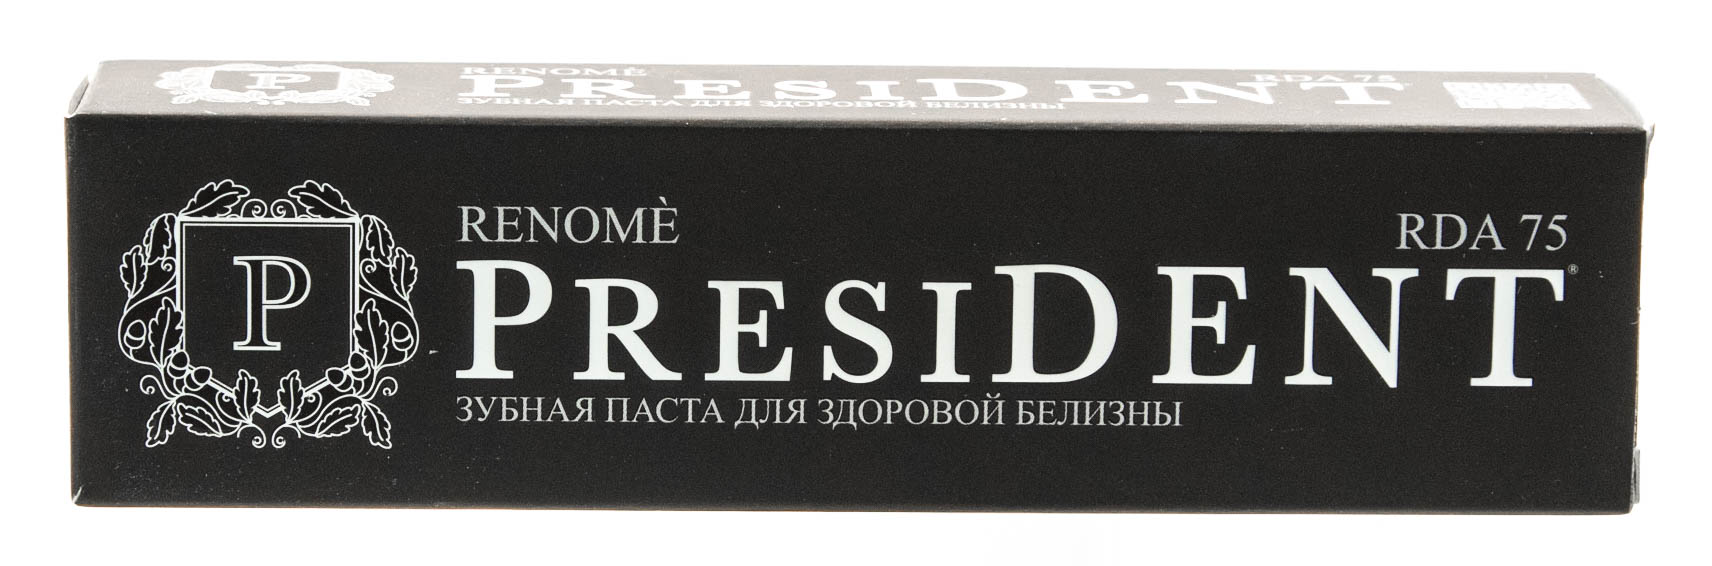 RENOMÈ
PRESIDENT
RDA 75
ЗУБНАЯ ПАСТА ДЛЯ ЗДОРОВОЙ БЕЛИЗНЫ
P
RENOMÈ
RDA 75
P
PRESIDENT®
ЗУБНАЯ ПАСТА ДЛЯ ЗДОРОВОЙ БЕЛИЗНЫ